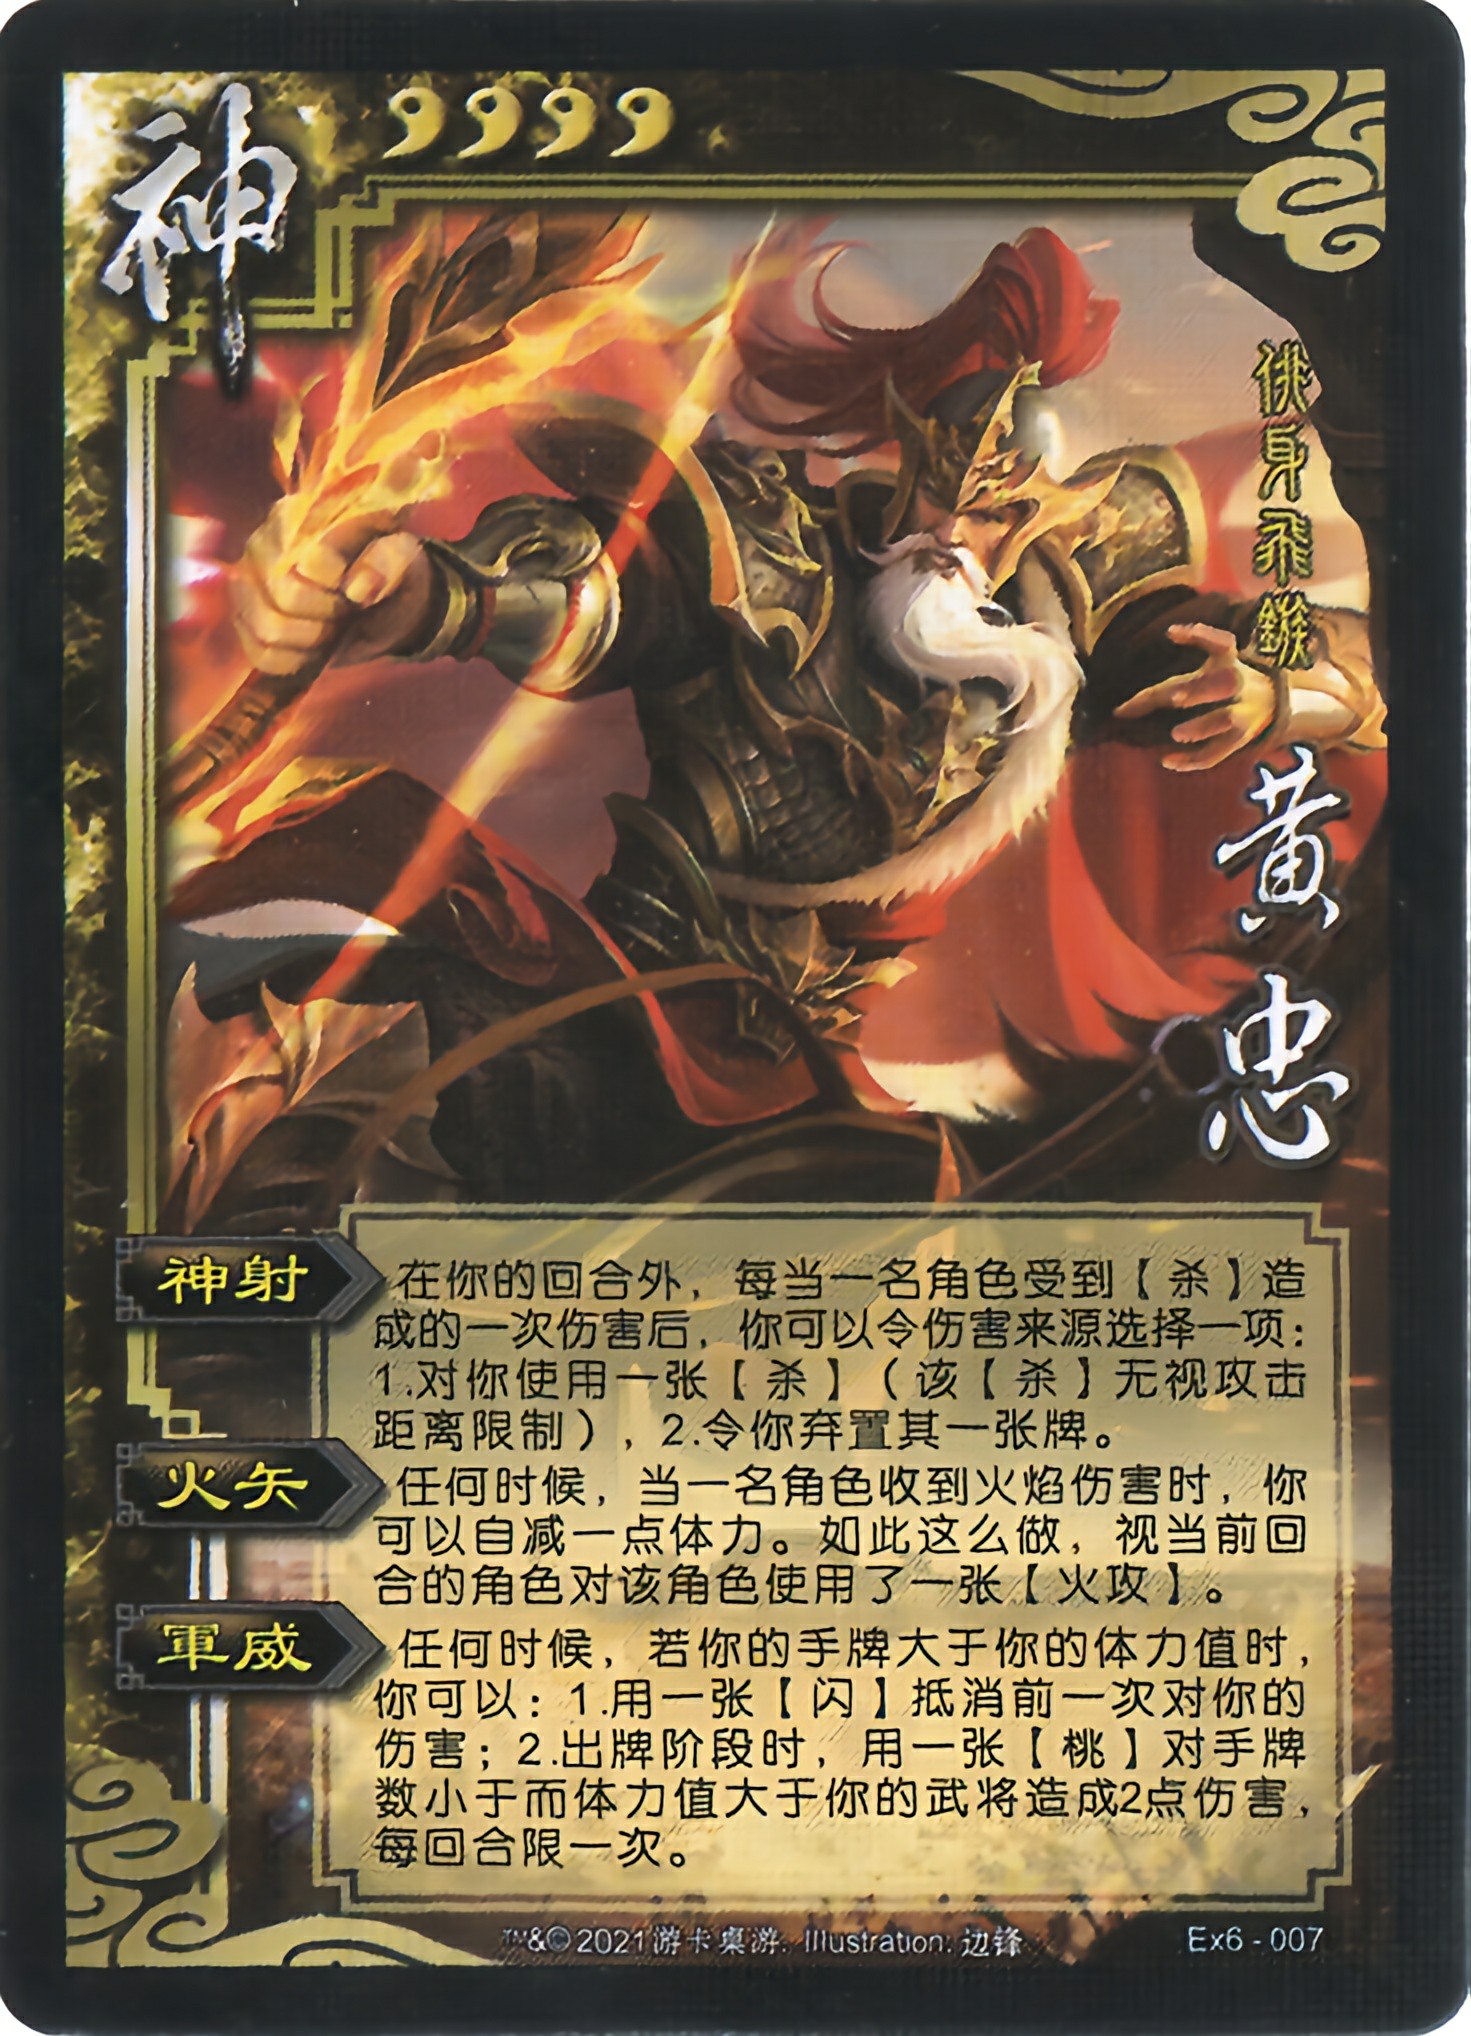 神
侠身飛鏃
黄忠
神射
在你的回合外，每当一名角色受到【杀】造
成的一次伤害后，你可以令伤害来源选择一项：
1.对你使用一张【杀】（该【杀】无视攻击
距离限制），2.令你弃置其一张牌。
火矢
任何时候，当一名角色收到火焰伤害时，你
可以自减一点体力。如此这么做，视当前回
合的角色对该角色使用了一张【火攻】。
軍威
任何时候，若你的手牌大于你的体力值时，
你可以：1.用一张【闪】抵消前一次对你的
伤害；2.出牌阶段时，用一张【桃】对手牌
数小于而体力值大于你的武将造成2点伤害，
每回合限一次。
™&© 2021游卡桌游. Illustration: 边锋
Ex6 - 007